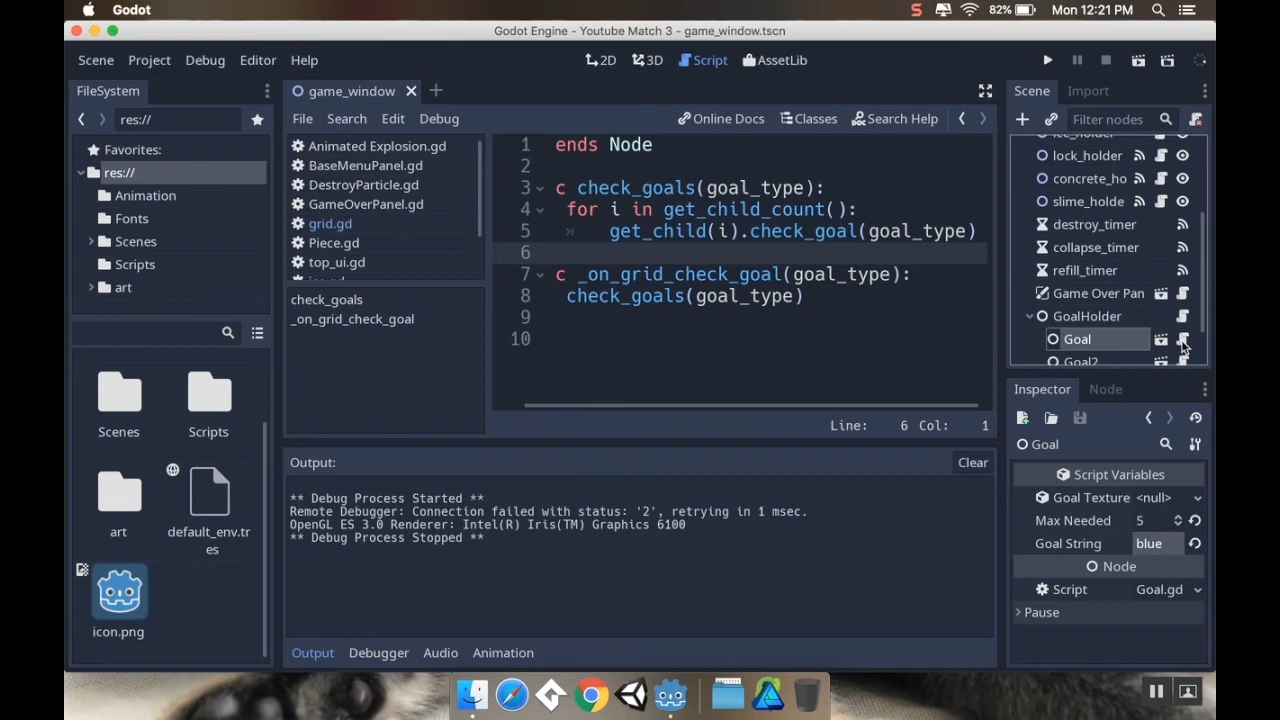 Godot
82%
Mon 12:21 PM
Godot Engine - Youtube Match 3 - game_window.tscn
Scene Project Debug Editor Help
2D 3D Script AssetLib
FileSystem
res://
Favorites:
res://
Animation
Fonts
Scenes
Scripts
art
Scenes
Scripts
art
default_env.tr
es
icon.png
game_window
File Search Edit Debug
Online Docs Classes Search Help
Animated Explosion.gd
BaseMenuPanel.gd
DestroyParticle.gd
GameOverPanel.gd
grid.gd
Piece.gd
top_ui.gd
check_goals
_on_grid_check_goal
1 ends Node
2
3 c check_goals(goal_type):
4 for i in get_child_count():
5 get_child(i).check_goal(goal_type)
6
7 c _on_grid_check_goal(goal_type):
8 check_goals(goal_type)
9
10
Line: 6 Col: 1
Output:
Clear
** Debug Process Started **
Remote Debugger: Connection failed with status: '2', retrying in 1 msec.
OpenGL ES 3.0 Renderer: Intel(R) Iris(TM) Graphics 6100
** Debug Process Stopped **
Output Debugger Audio Animation
Scene Import
Filter nodes
lock_holder
concrete_ho
slime_holde
destroy_timer
collapse_timer
refill_timer
Game Over Pan
GoalHolder
Goal
Goal2
Inspector Node
Goal
Script Variables
Goal Texture <null>
Max Needed 5
Goal String blue
Node
Script Goal.gd
Pause